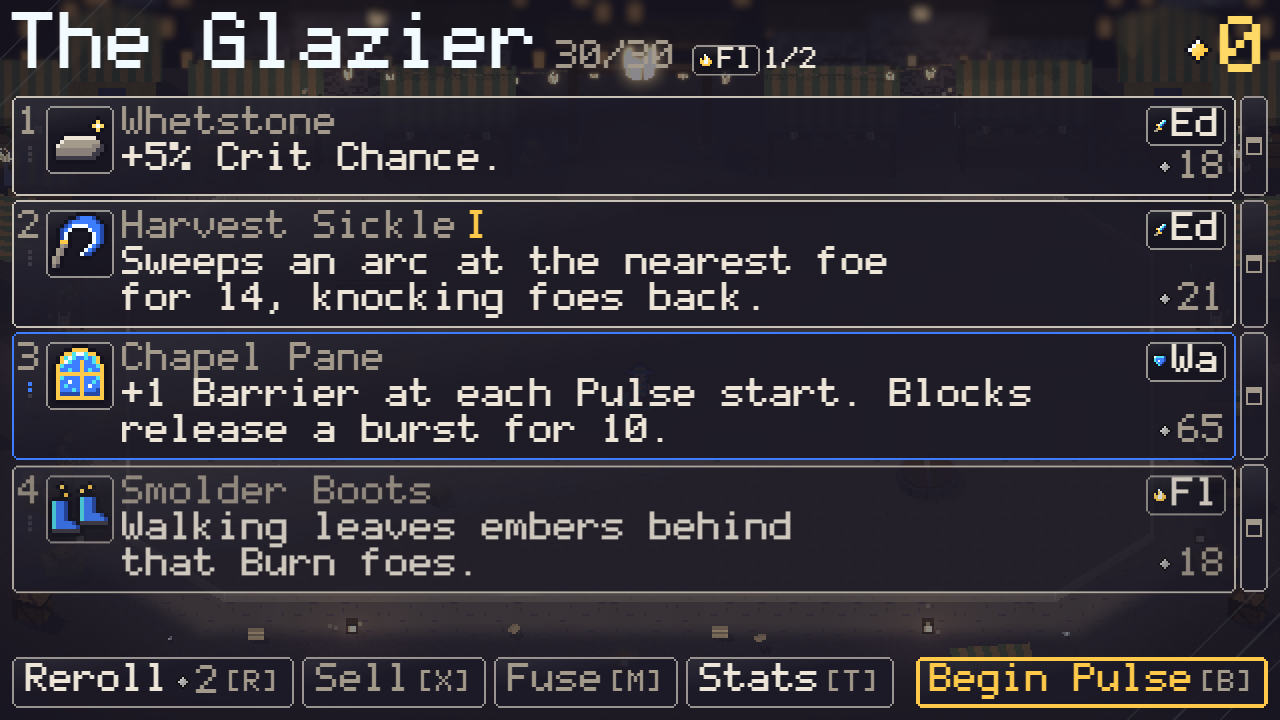 The Glazier 30/30 Fl 1/2 0
1 Whetstone Ed
+5% Crit Chance. 18
2 Harvest Sickle I Ed
Sweeps an arc at the nearest foe
for 14, knocking foes back. 21
3 Chapel Pane Wa
+1 Barrier at each Pulse start. Blocks
release a burst for 10. 65
4 Smolder Boots Fl
Walking leaves embers behind
that Burn foes. 18
Reroll 2 [R] Sell [X] Fuse [M] Stats [T] Begin Pulse [B]